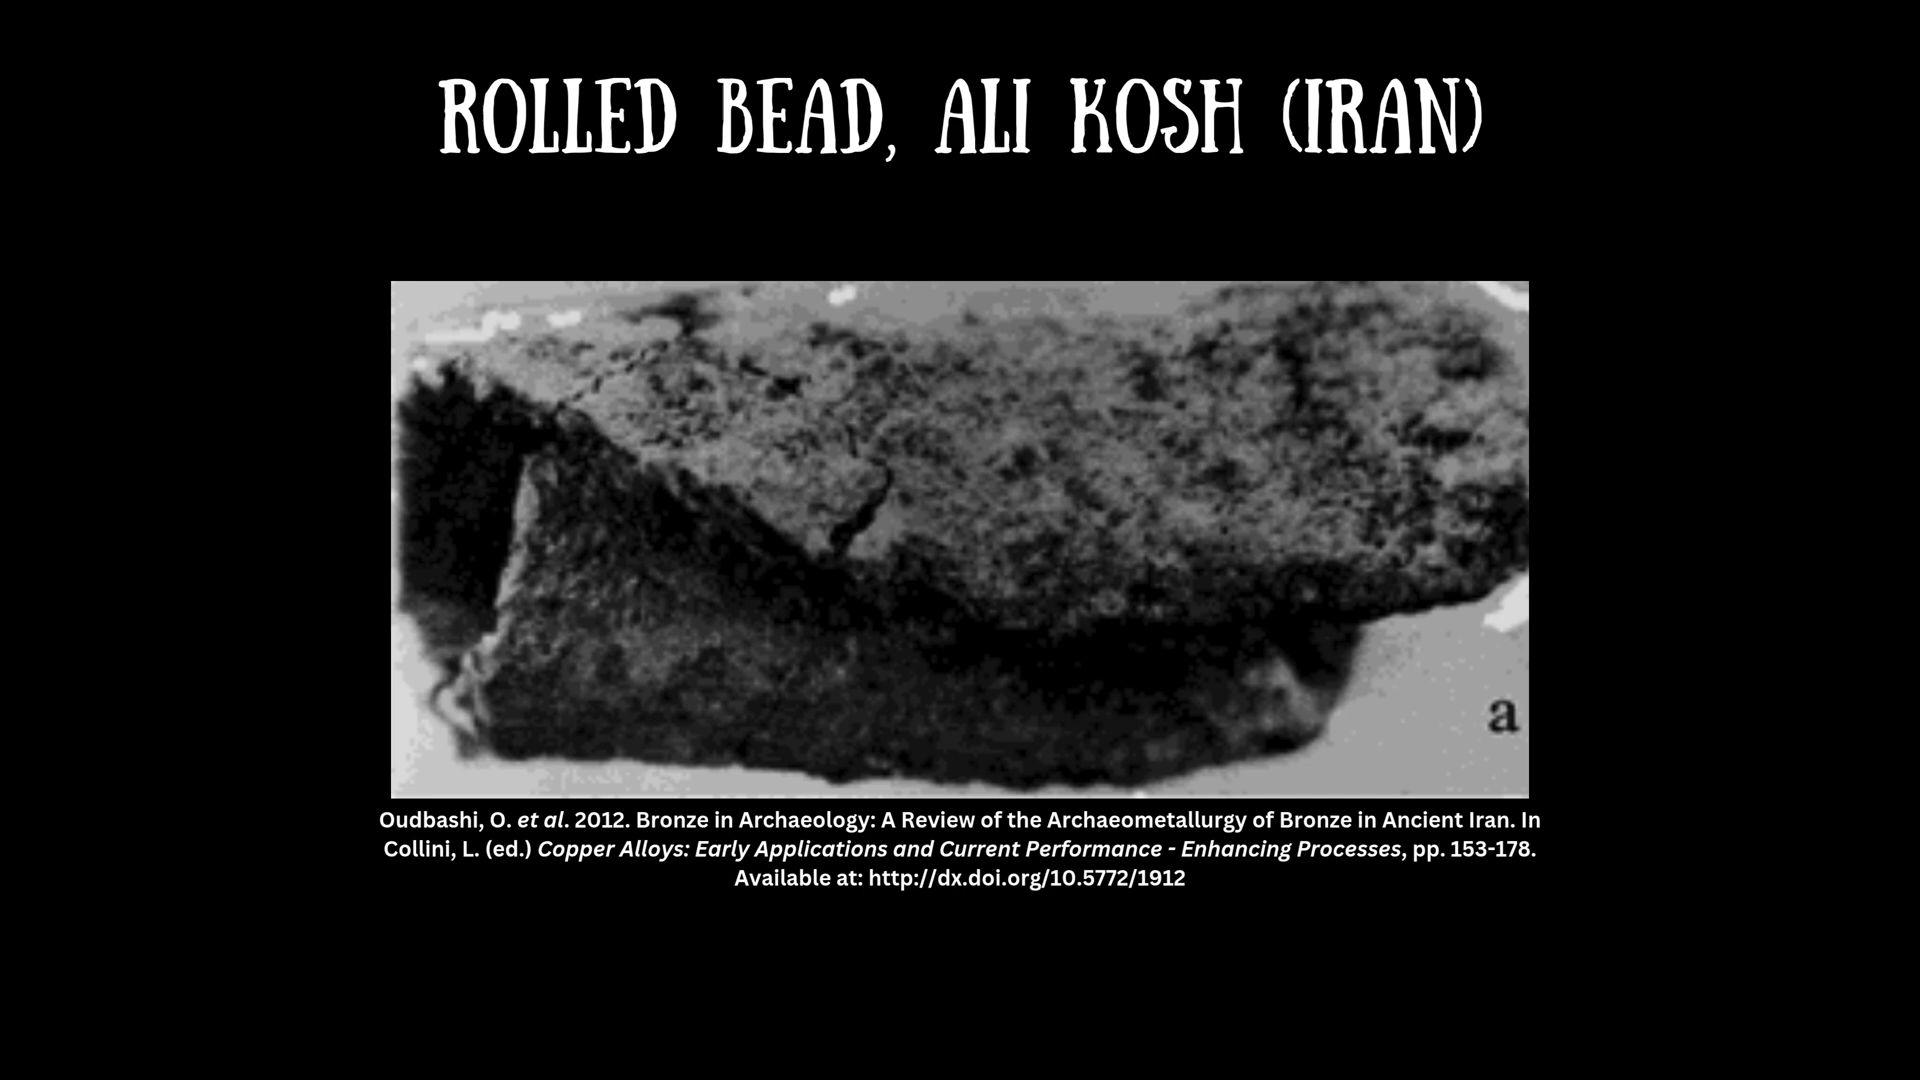 ROLLED BEAD, ALI KOSH (IRAN)
a
Oudbashi, O. et al. 2012. Bronze in Archaeology: A Review of the Archaeometallurgy of Bronze in Ancient Iran. In
Collini, L. (ed.) Copper Alloys: Early Applications and Current Performance - Enhancing Processes, pp. 153-178.
Available at: http://dx.doi.org/10.5772/1912